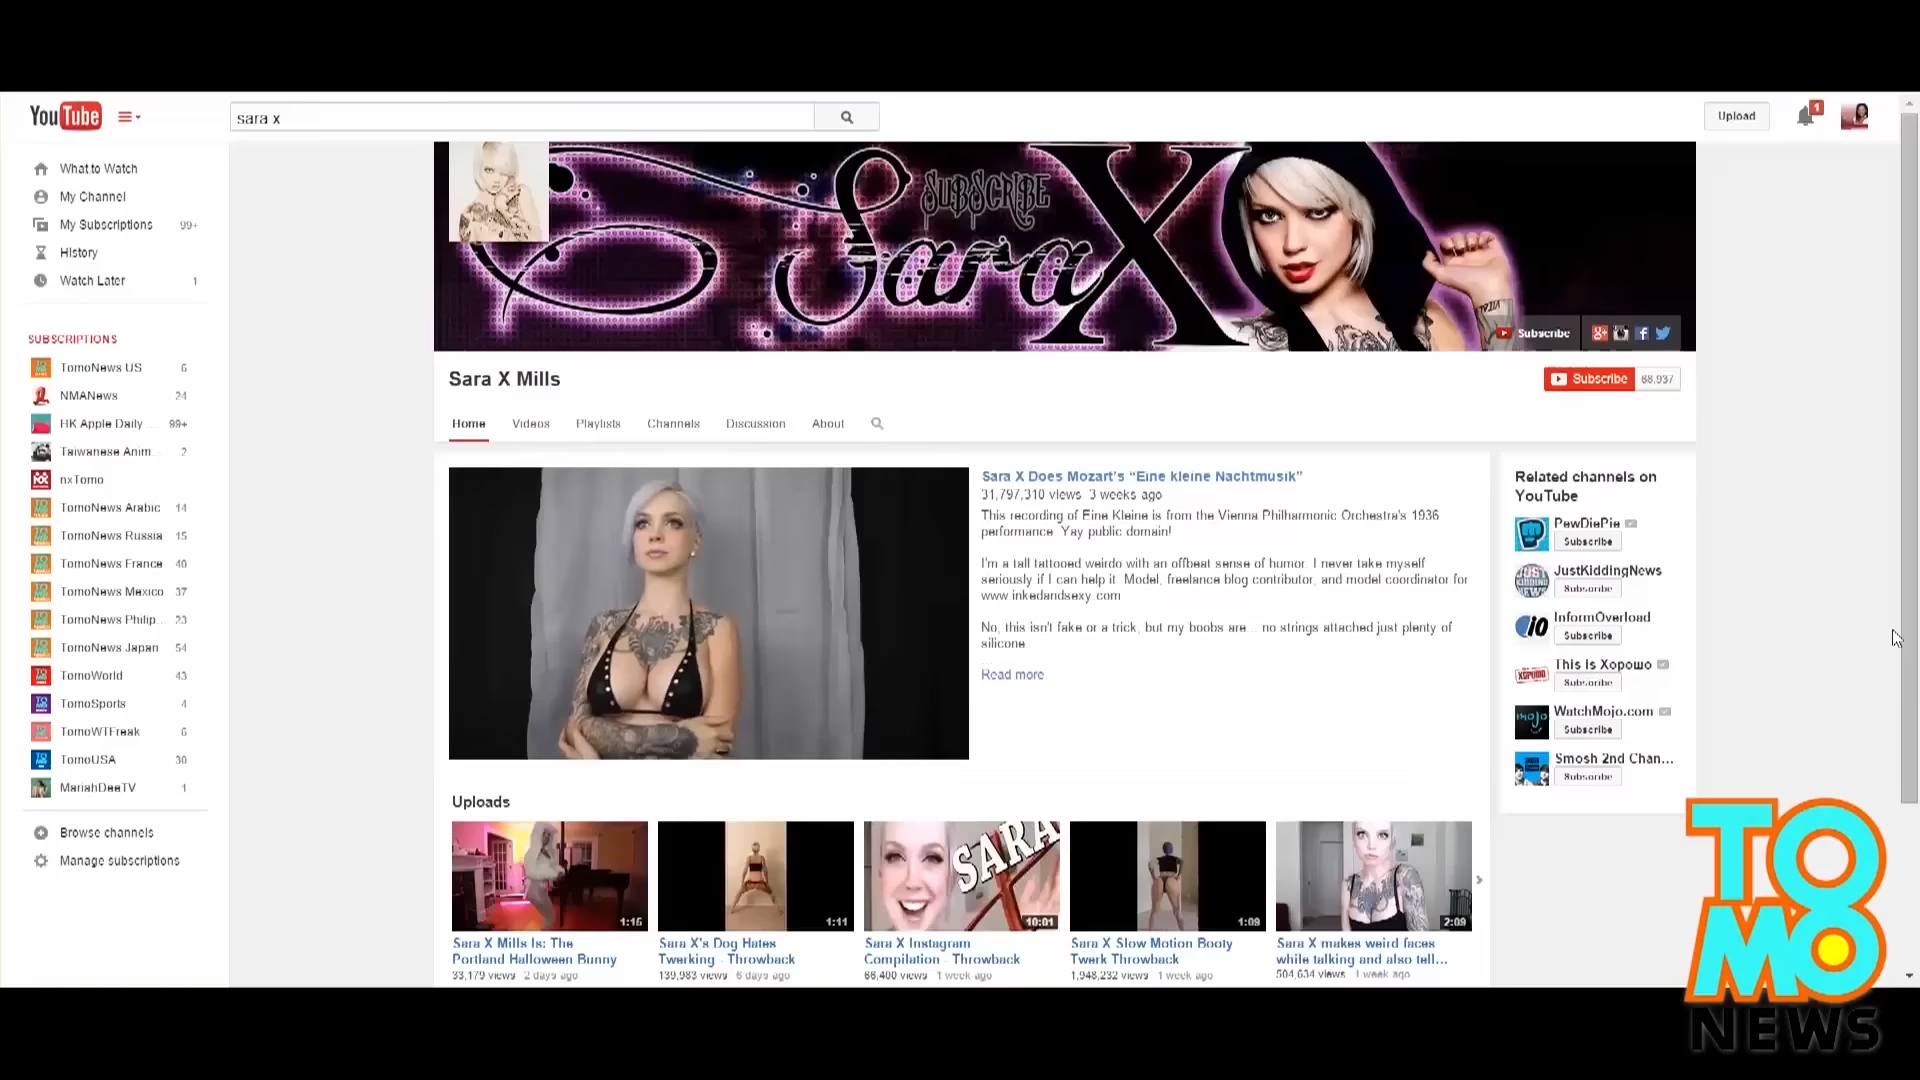 YouTube
sara x
Upload
1
What to Watch
My Channel
My Subscriptions 99+
History
Watch Later 1
SUBSCRIPTIONS
TomoNews US 6
NMANews 24
HK Apple Daily ... 99+
Taiwanese Anim... 2
nxTomo
TomoNews Arabic 14
TomoNews Russia 15
TomoNews France 40
TomoNews Mexico 37
TomoNews Philip... 23
TomoNews Japan 54
TomoWorld 43
TomoSports 4
TomoWTFreak 6
TomoUSA 30
MariahDeeTV 1
Browse channels
Manage subscriptions
SUBSCRIBE
Sara X
Subscribe
Sara X Mills
Subscribe 68,937
Home Videos Playlists Channels Discussion About
Sara X Does Mozart's “Eine kleine Nachtmusik”
31,797,310 views 3 weeks ago
This recording of Eine Kleine is from the Vienna Philharmonic Orchestra's 1936
performance. Yay public domain!
I'm a tall tattooed weirdo with an offbeat sense of humor. I never take myself
seriously if I can help it. Model, freelance blog contributor, and model coordinator for
www.inkedandsexy.com
No, this isn't fake or a trick, but my boobs are... no strings attached just plenty of
silicone
Read more
Related channels on
YouTube
PewDiePie
Subscribe
JustKiddingNews
Subscribe
InformOverload
Subscribe
This Is Хорошо
Subscribe
WatchMojo.com
Subscribe
Smosh 2nd Chan...
Subscribe
Uploads
1:15
1:11
SARA X
10:01
1:09
2:09
Sara X Mills Is: The
Portland Halloween Bunny
33,179 views 2 days ago
Sara X's Dog Hates
Twerking - Throwback
139,983 views 6 days ago
Sara X Instagram
Compilation - Throwback
66,400 views 1 week ago
Sara X Slow Motion Booty
Twerk Throwback
1,948,232 views 1 week ago
Sara X makes weird faces
while talking and also tell...
504,634 views 1 week ago
TOMO
NEWS